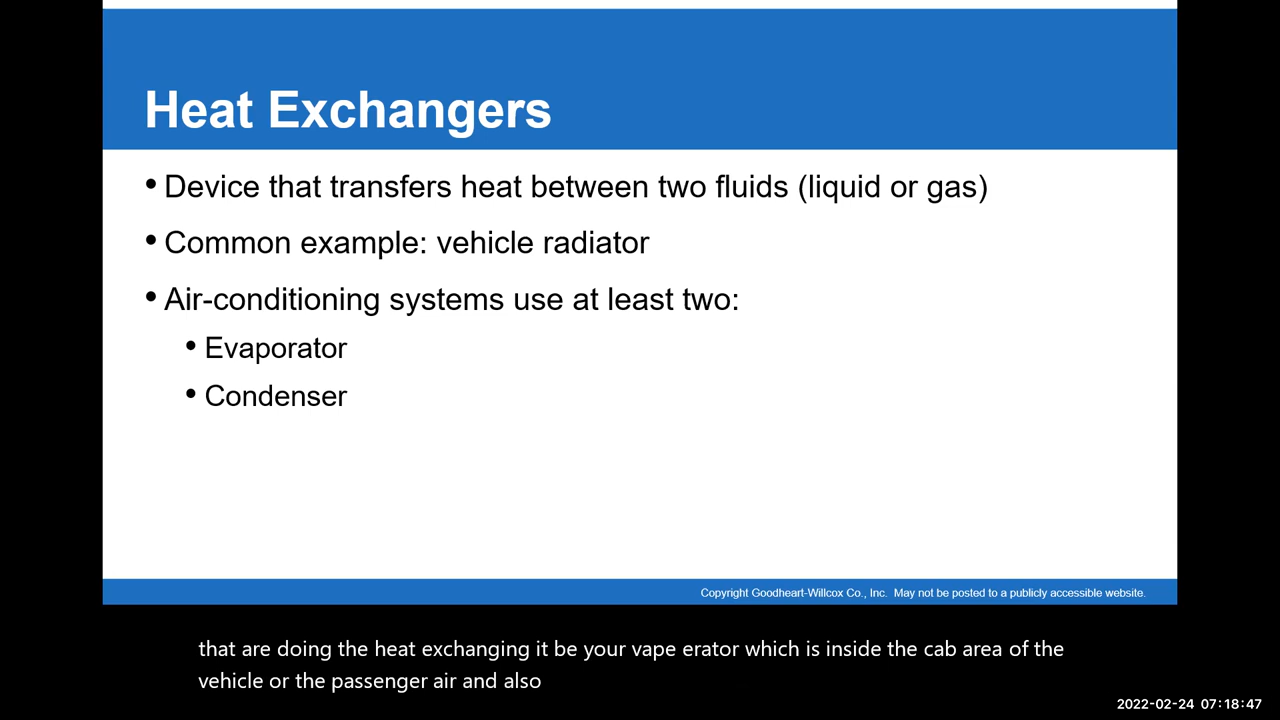 Heat Exchangers
• Device that transfers heat between two fluids (liquid or gas)
• Common example: vehicle radiator
• Air-conditioning systems use at least two:
• Evaporator
• Condenser
Copyright Goodheart-Willcox Co., Inc.  May not be posted to a publicly accessible website.
that are doing the heat exchanging it be your vape erator which is inside the cab area of the
vehicle or the passenger air and also
2022-02-24 07:18:47